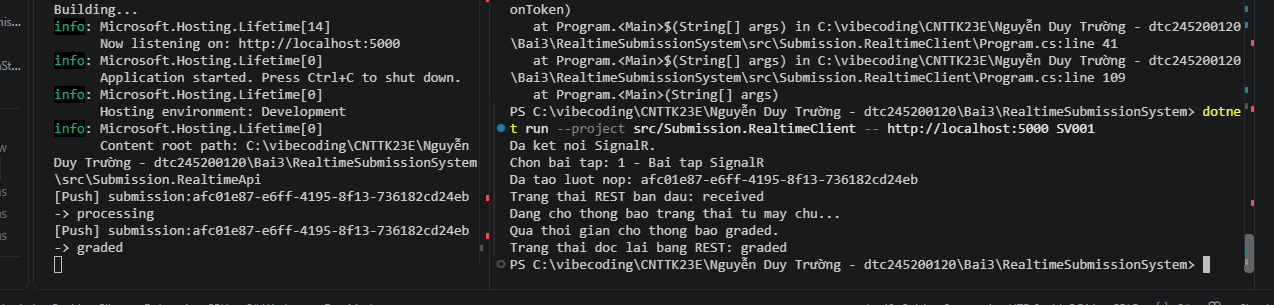 Building...
info: Microsoft.Hosting.Lifetime[14]
Now listening on: http://localhost:5000
info: Microsoft.Hosting.Lifetime[0]
Application started. Press Ctrl+C to shut down.
info: Microsoft.Hosting.Lifetime[0]
Hosting environment: Development
info: Microsoft.Hosting.Lifetime[0]
Content root path: C:\vibecoding\CNTTK23E\Nguyễn
Duy Trường - dtc245200120\Bai3\RealtimeSubmissionSystem
\src\Submission.RealtimeApi
[Push] submission:afc01e87-e6ff-4195-8f13-736182cd24eb
-> processing
[Push] submission:afc01e87-e6ff-4195-8f13-736182cd24eb
-> graded
onToken)
at Program.<Main>$(String[] args) in C:\vibecoding\CNTTK23E\Nguyễn Duy Trường - dtc245200120
\Bai3\RealtimeSubmissionSystem\src\Submission.RealtimeClient\Program.cs:line 41
at Program.<Main>$(String[] args) in C:\vibecoding\CNTTK23E\Nguyễn Duy Trường - dtc245200120
\Bai3\RealtimeSubmissionSystem\src\Submission.RealtimeClient\Program.cs:line 109
at Program.<Main>(String[] args)
PS C:\vibecoding\CNTTK23E\Nguyễn Duy Trường - dtc245200120\Bai3\RealtimeSubmissionSystem> dotne
t run --project src/Submission.RealtimeClient -- http://localhost:5000 SV001
Da ket noi SignalR.
Chon bai tap: 1 - Bai tap SignalR
Da tao luot nop: afc01e87-e6ff-4195-8f13-736182cd24eb
Trang thai REST ban dau: received
Dang cho thong bao trang thai tu may chu...
Qua thoi gian cho thong bao graded.
Trang thai doc lai bang REST: graded
PS C:\vibecoding\CNTTK23E\Nguyễn Duy Trường - dtc245200120\Bai3\RealtimeSubmissionSystem>